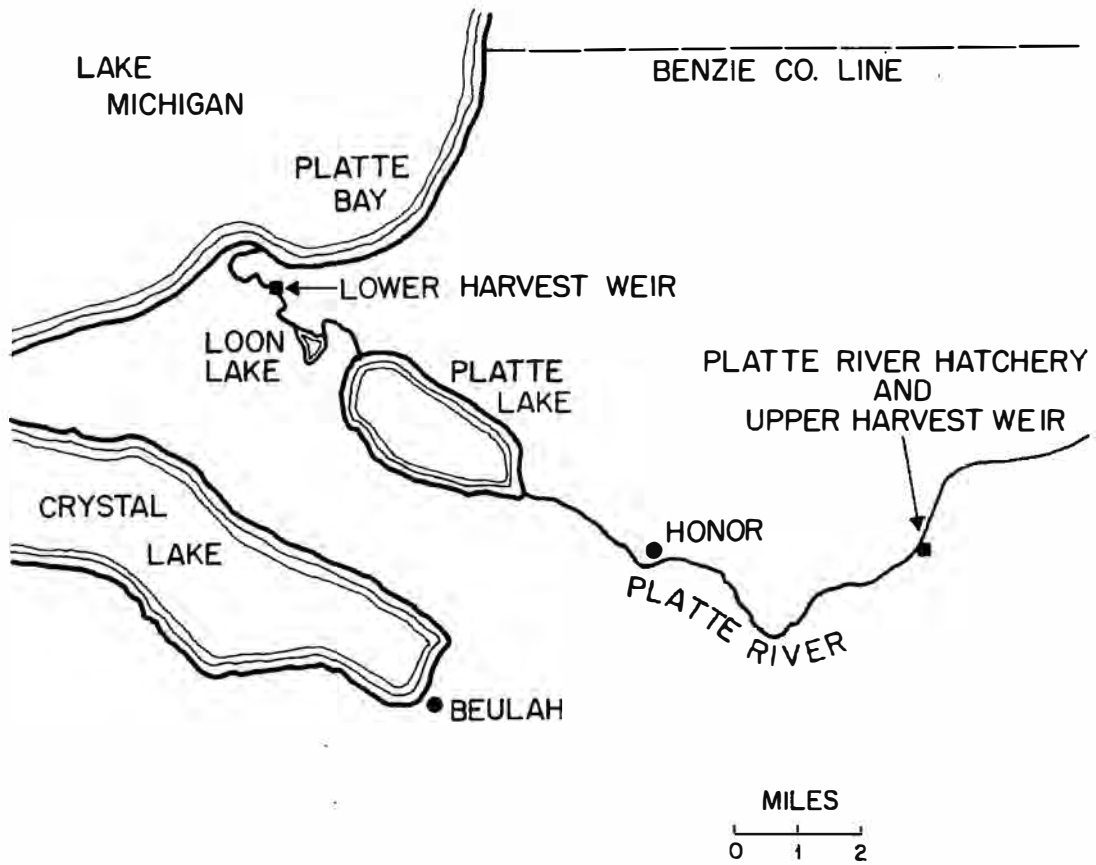 LAKE
MICHIGAN
BENZIE CO. LINE
PLATTE
BAY
LOWER HARVEST WEIR
LOON
LAKE
PLATTE
LAKE
PLATTE RIVER HATCHERY
AND
UPPER HARVEST WEIR
CRYSTAL
LAKE
HONOR
PLATTE RIVER
BEULAH
MILES
0 1 2